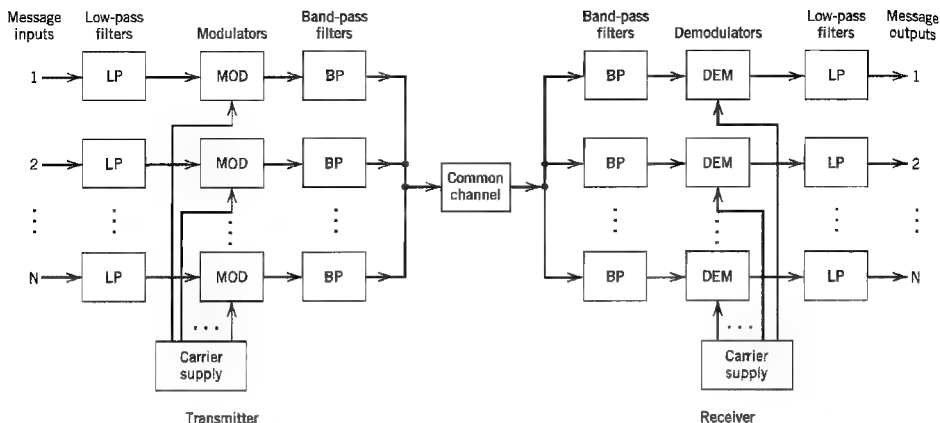 Message inputs
Low-pass filters
Modulators
Band-pass filters
Band-pass filters
Demodulators
Low-pass filters
Message outputs
1
LP
MOD
BP
BP
DEM
LP
1
2
LP
MOD
BP
Common channel
BP
DEM
LP
2
N
LP
MOD
BP
BP
DEM
LP
N
Carrier supply
Carrier supply
Transmitter
Receiver